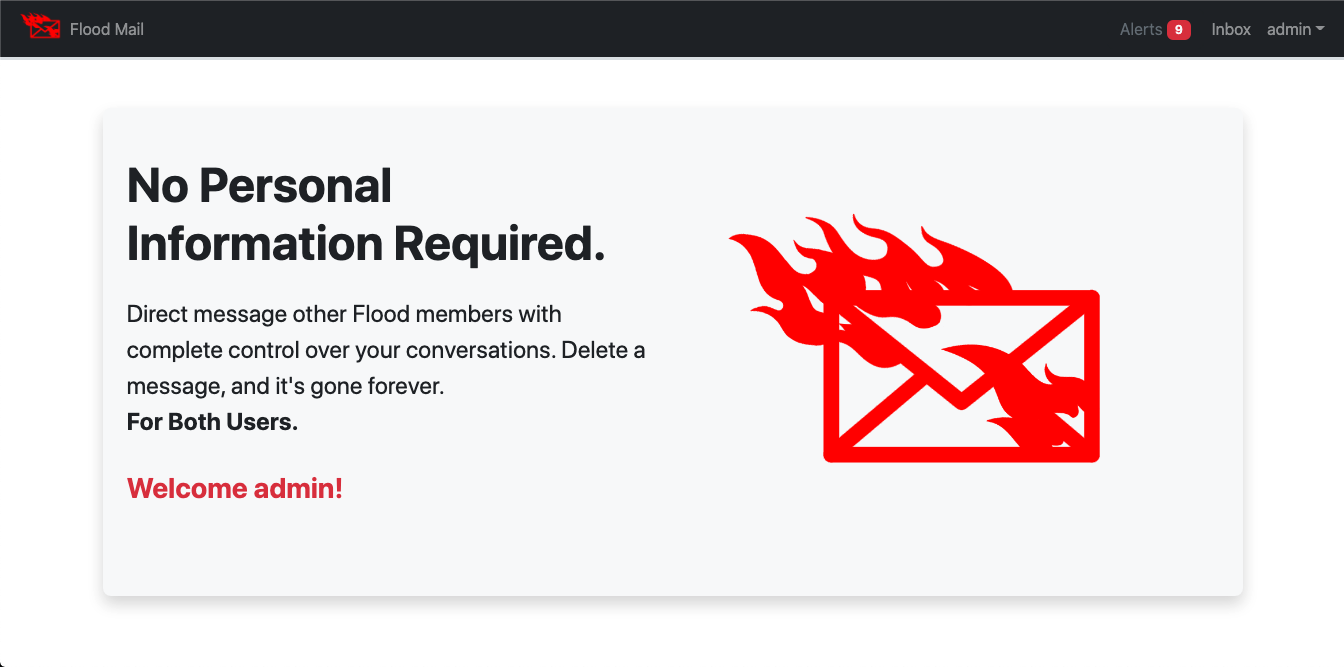 Flood Mail
Alerts 9
Inbox
admin
No Personal
Information Required.
Direct message other Flood members with
complete control over your conversations. Delete a
message, and it's gone forever.
For Both Users.
Welcome admin!